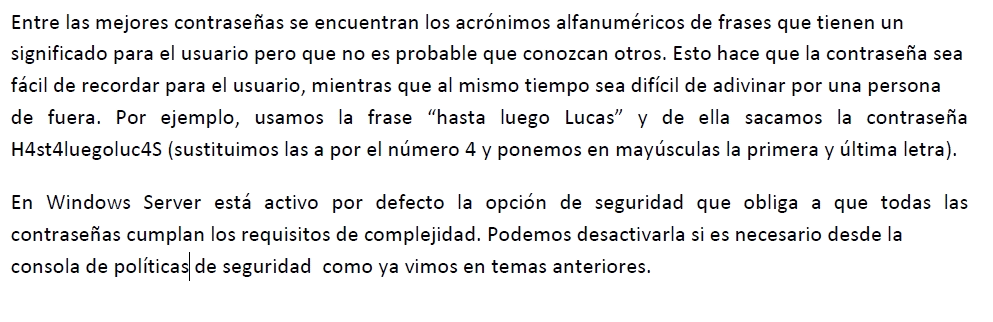 Entre las mejores contraseñas se encuentran los acrónimos alfanuméricos de frases que tienen un
significado para el usuario pero que no es probable que conozcan otros. Esto hace que la contraseña sea
fácil de recordar para el usuario, mientras que al mismo tiempo sea difícil de adivinar por una persona
de fuera. Por ejemplo, usamos la frase “hasta luego Lucas” y de ella sacamos la contraseña
H4st4luegoluc4S (sustituimos las a por el número 4 y ponemos en mayúsculas la primera y última letra).
En Windows Server está activo por defecto la opción de seguridad que obliga a que todas las
contraseñas cumplan los requisitos de complejidad. Podemos desactivarla si es necesario desde la
consola de políticas de seguridad  como ya vimos en temas anteriores.